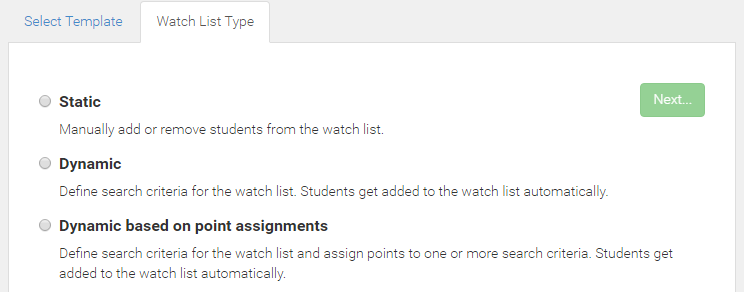 Select Template
Watch List Type
Static
Next...
Manually add or remove students from the watch list.
Dynamic
Define search criteria for the watch list. Students get added to the watch list automatically.
Dynamic based on point assignments
Define search criteria for the watch list and assign points to one or more search criteria. Students get
added to the watch list automatically.